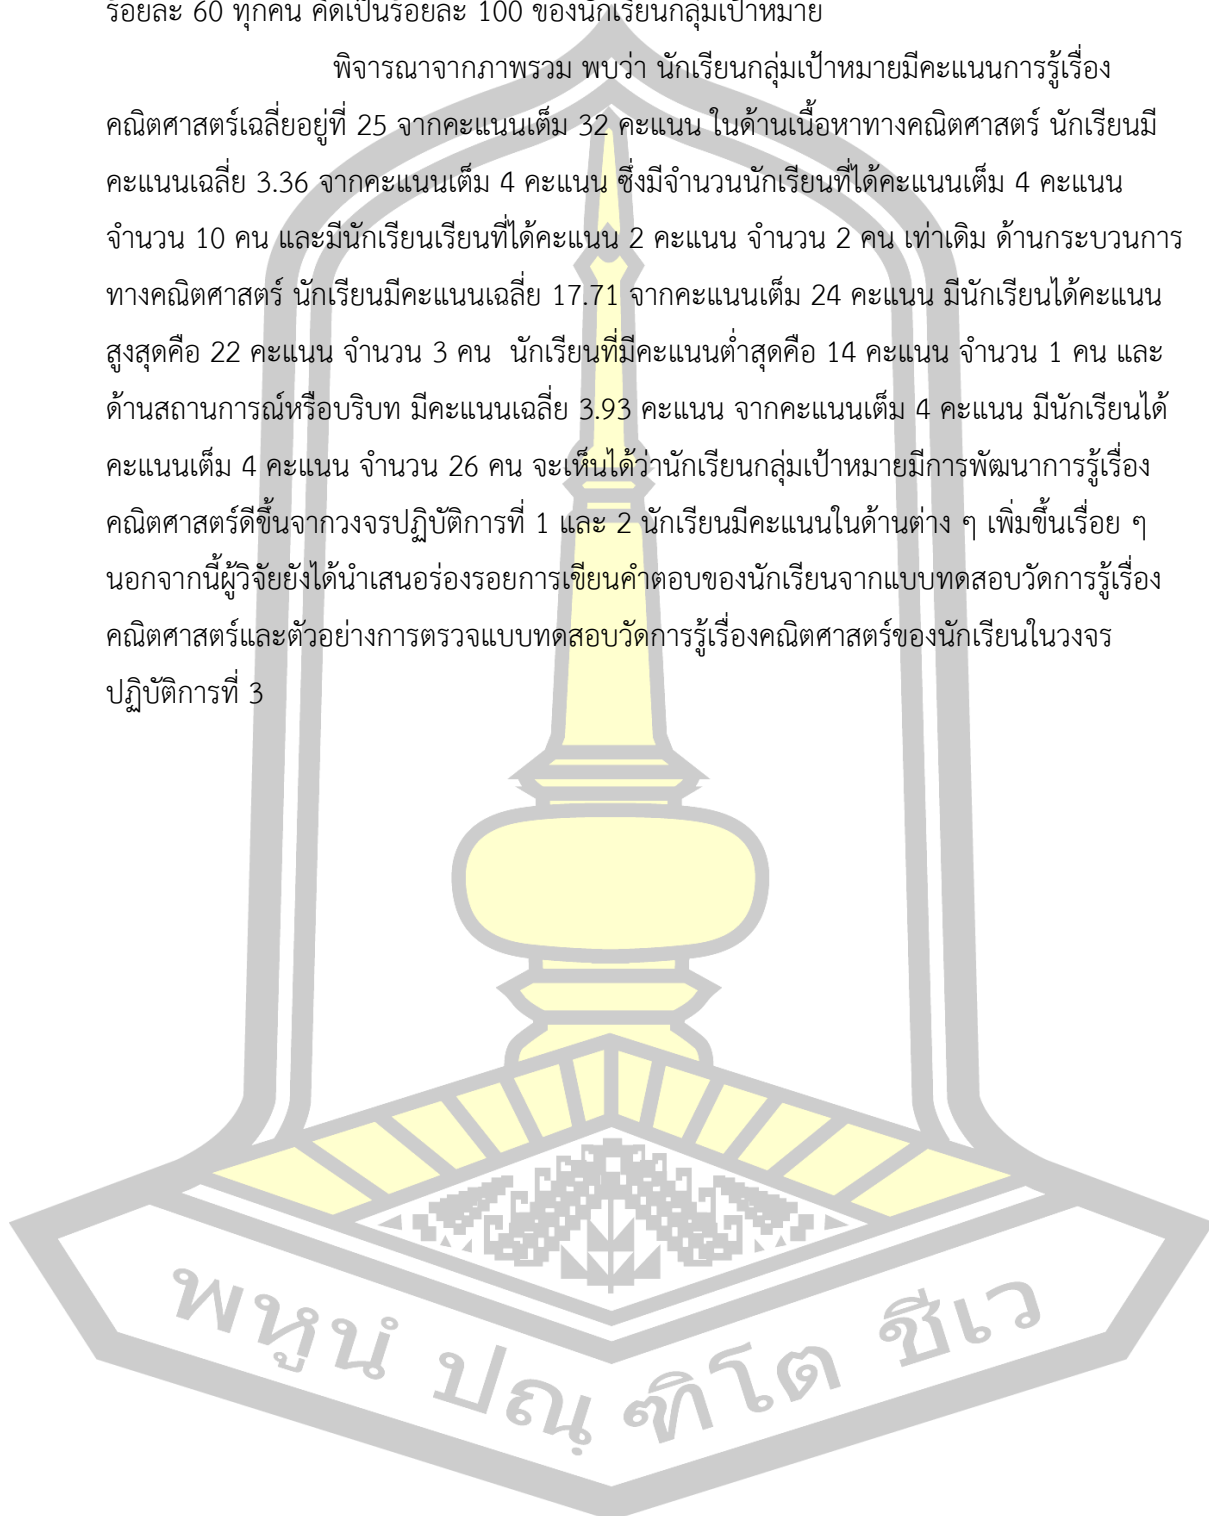 ร้อยละ 60 ทุกคน คิดเป็นร้อยละ 100 ของนักเรียนกลุ่มเป้าหมาย
พิจารณาจากภาพรวม พบว่า นักเรียนกลุ่มเป้าหมายมีคะแนนการรู้เรื่อง
คณิตศาสตร์เฉลี่ยอยู่ที่ 25 จากคะแนนเต็ม 32 คะแนน ในด้านเนื้อหาทางคณิตศาสตร์ นักเรียนมี
คะแนนเฉลี่ย 3.36 จากคะแนนเต็ม 4 คะแนน ซึ่งมีจำนวนนักเรียนที่ได้คะแนนเต็ม 4 คะแนน
จำนวน 10 คน และมีนักเรียนเรียนที่ได้คะแนน 2 คะแนน จำนวน 2 คน เท่าเดิม ด้านกระบวนการ
ทางคณิตศาสตร์ นักเรียนมีคะแนนเฉลี่ย 17.71 จากคะแนนเต็ม 24 คะแนน มีนักเรียนได้คะแนน
สูงสุดคือ 22 คะแนน จำนวน 3 คน นักเรียนที่มีคะแนนต่ำสุดคือ 14 คะแนน จำนวน 1 คน และ
ด้านสถานการณ์หรือบริบท มีคะแนนเฉลี่ย 3.93 คะแนน จากคะแนนเต็ม 4 คะแนน มีนักเรียนได้
คะแนนเต็ม 4 คะแนน จำนวน 26 คน จะเห็นได้ว่านักเรียนกลุ่มเป้าหมายมีการพัฒนาการรู้เรื่อง
คณิตศาสตร์ดีขึ้นจากวงจรปฏิบัติการที่ 1 และ 2 นักเรียนมีคะแนนในด้านต่าง ๆ เพิ่มขึ้นเรื่อย ๆ
นอกจากนี้ผู้วิจัยยังได้นำเสนอร่องรอยการเขียนคำตอบของนักเรียนจากแบบทดสอบวัดการรู้เรื่อง
คณิตศาสตร์และตัวอย่างการตรวจแบบทดสอบวัดการรู้เรื่องคณิตศาสตร์ของนักเรียนในวงจร
ปฏิบัติการที่ 3
พหูนํ ปณฺฑิโต ชีเว